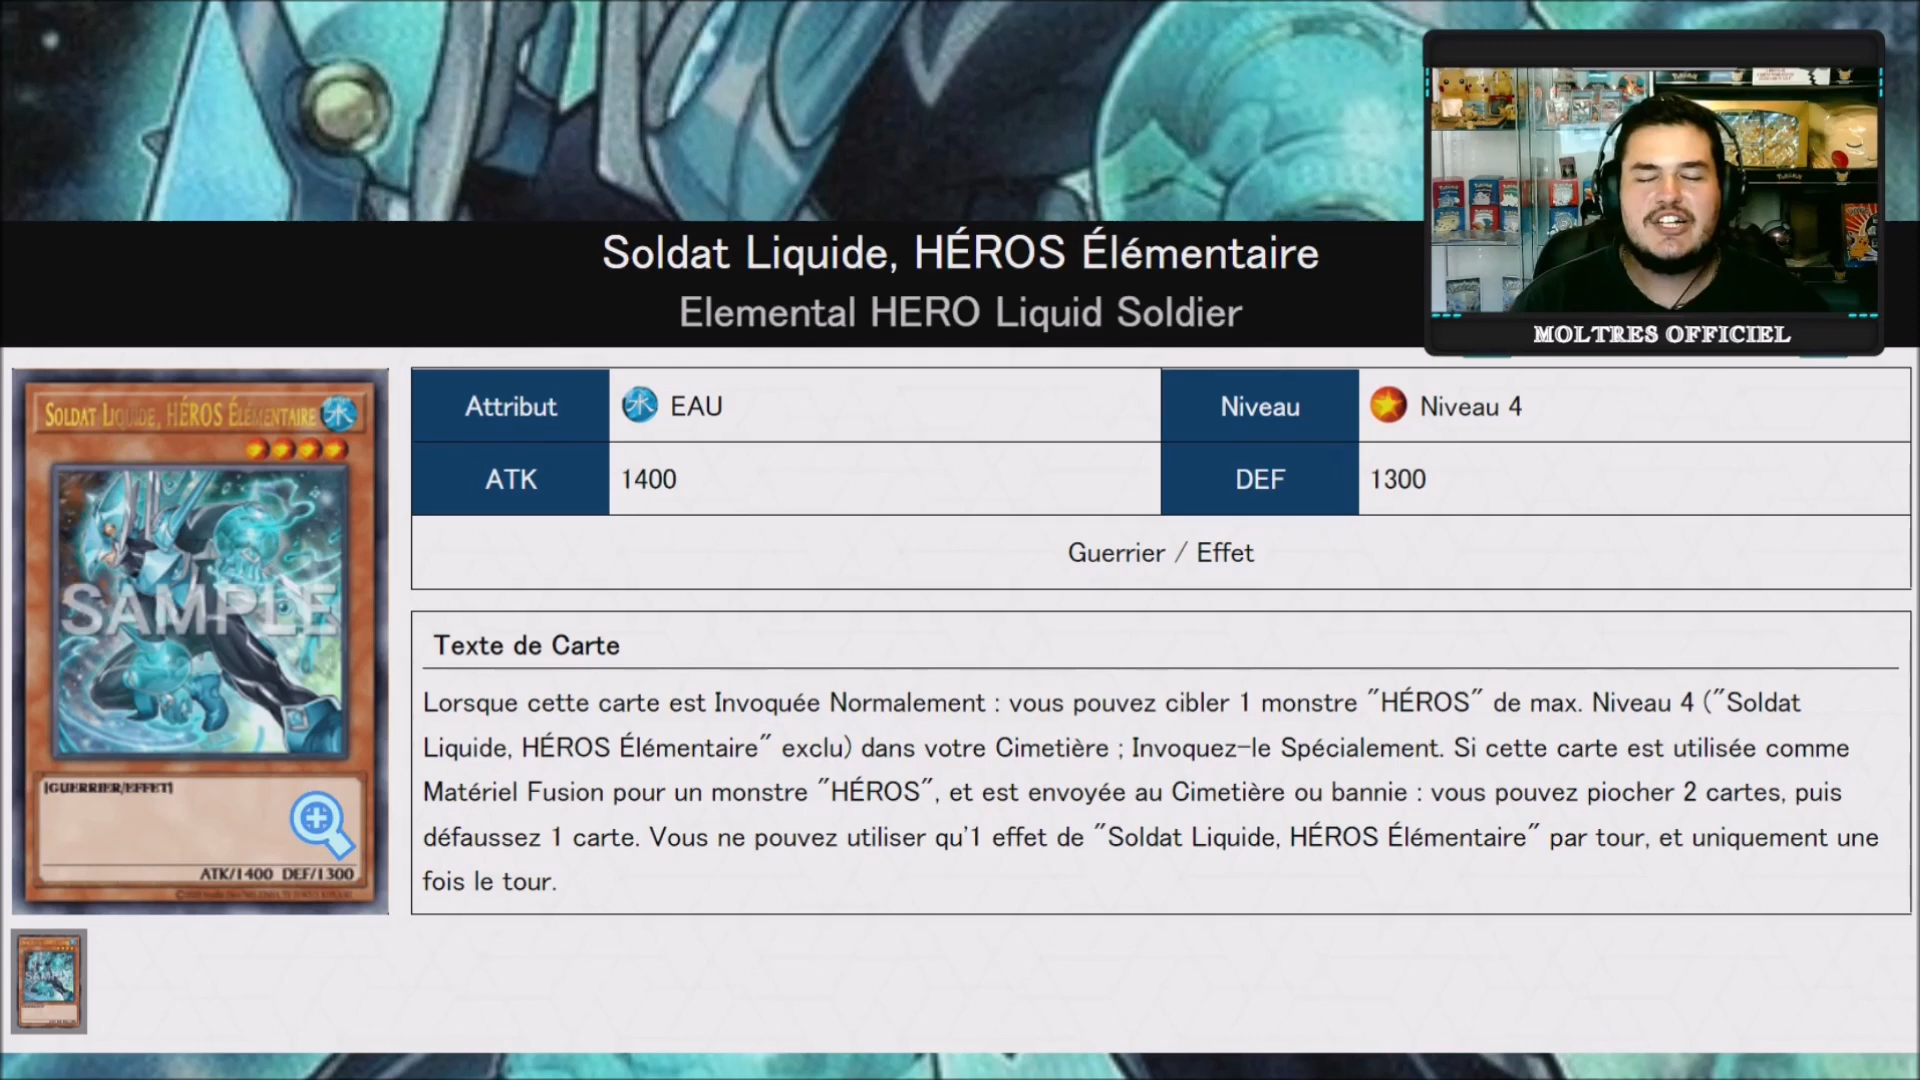 Soldat Liquide, HÉROS Élémentaire
Elemental HERO Liquid Soldier
MOLTRES OFFICIEL
SOLDAT LIQUIDE, HÉROS ÉLÉMENTAIRE 水
SAMPLE
[GUERRIER/EFFET]
ATK/1400 DEF/1300
Attribut 水 EAU Niveau Niveau 4
ATK 1400 DEF 1300
Guerrier / Effet
Texte de Carte
Lorsque cette carte est Invoquée Normalement : vous pouvez cibler 1 monstre "HÉROS" de max. Niveau 4 ("Soldat
Liquide, HÉROS Élémentaire" exclu) dans votre Cimetière ; Invoquez-le Spécialement. Si cette carte est utilisée comme
Matériel Fusion pour un monstre "HÉROS", et est envoyée au Cimetière ou bannie : vous pouvez piocher 2 cartes, puis
défaussez 1 carte. Vous ne pouvez utiliser qu'1 effet de "Soldat Liquide, HÉROS Élémentaire" par tour, et uniquement une
fois le tour.